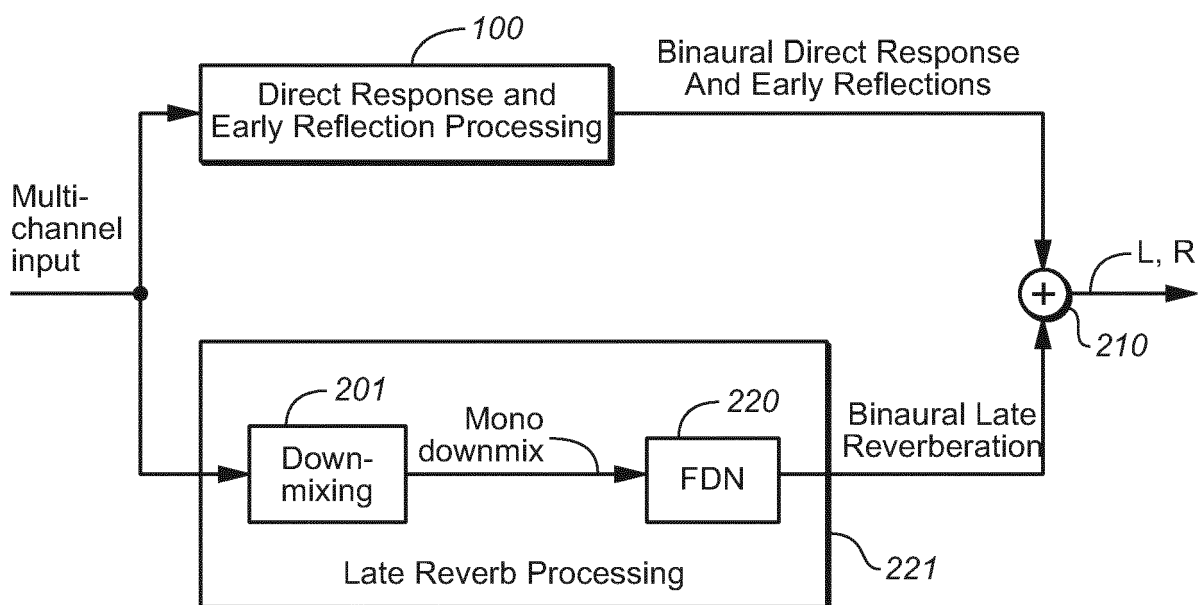 100
Direct Response and
Early Reflection Processing
Binaural Direct Response
And Early Reflections
Multi-
channel
input
L, R
+
210
201
Down-
mixing
Mono
downmix
220
FDN
Binaural Late
Reverberation
Late Reverb Processing
221